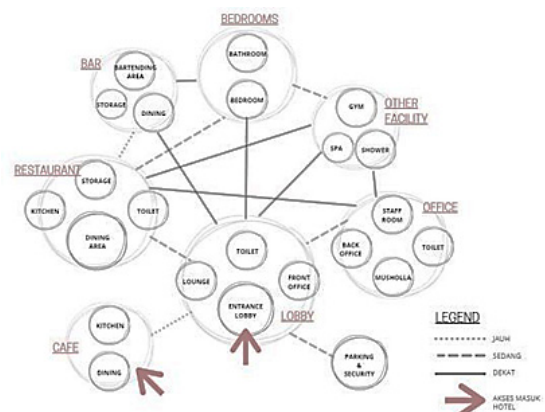 BEDROOMS
BATHROOM
BEDROOM
BAR
BARTENDING
AREA
STORAGE
DINING
GYM
OTHER
FACILITY
SPA
SHOWER
RESTAURANT
STORAGE
KITCHEN
TOILET
DINING
AREA
OFFICE
STAFF
ROOM
BACK
OFFICE
TOILET
MUSHOLLA
TOILET
LOUNGE
FRONT
OFFICE
ENTRANCE
LOBBY
LOBBY
KITCHEN
CAFE
DINING
PARKING
&
SECURITY
LEGEND
JAUH
SEDANG
DEKAT
AKSES MASUK
HOTEL